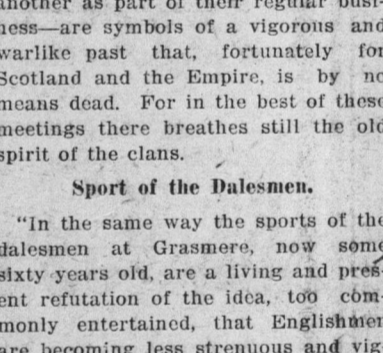 another as part of their regular busi-
ness—are symbols of a vigorous and
warlike past that, fortunately for
Scotland and the Empire, is by no
means dead. For in the best of these
meetings there breathes still the old
spirit of the clans.
Sport of the Dalesmen.
"In the same way the sports of the
dalesmen at Grasmere, now some
sixty years old, are a living and pres-
ent refutation of the idea, too com-
monly entertained, that Englishmen
are becoming less strenuous and vig-